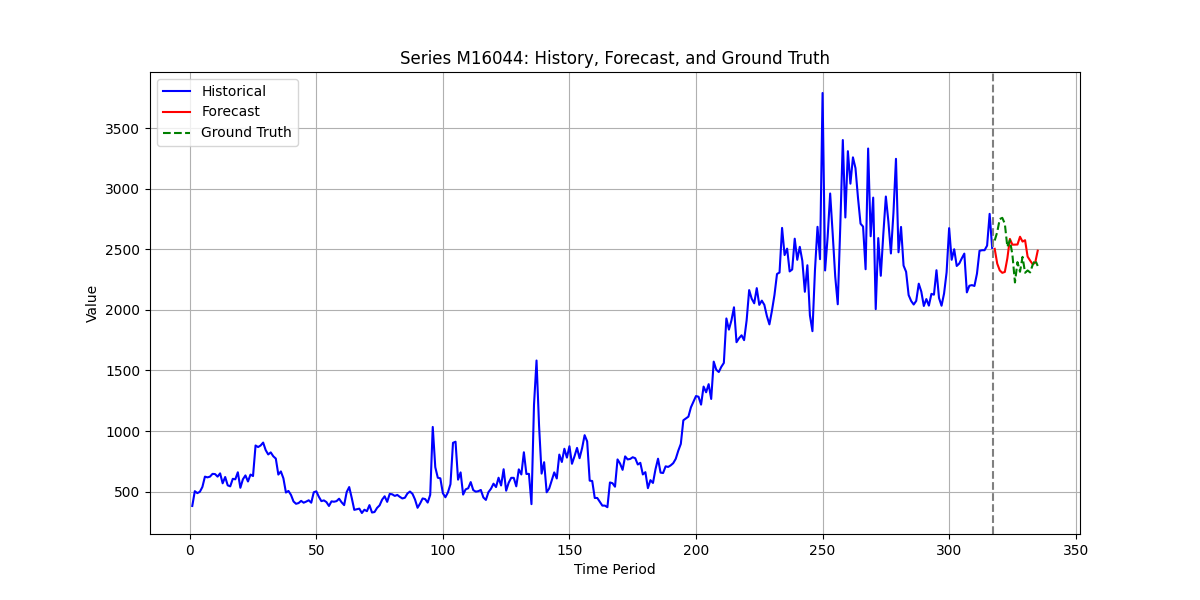 Series M16044: History, Forecast, and Ground Truth
Historical
Forecast
Ground Truth
Value
3500
3000
2500
2000
1500
1000
500
0 50 100 150 200 250 300 350
Time Period